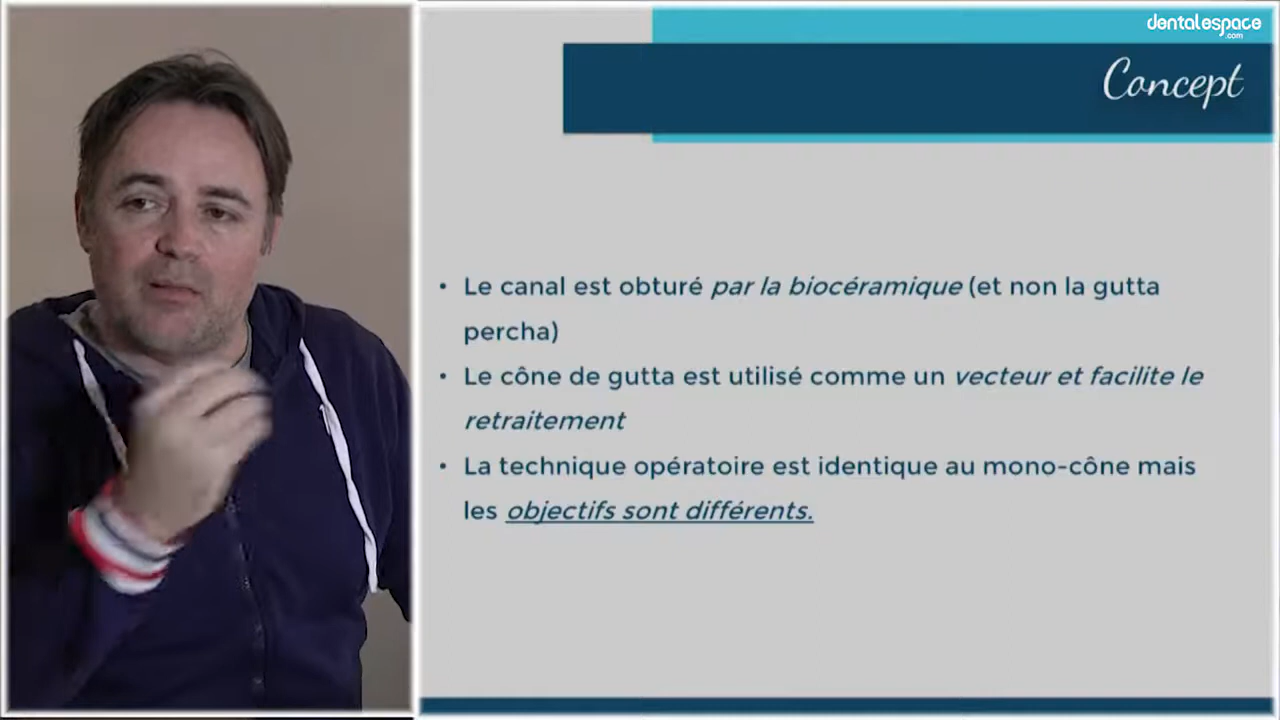 dentalespace
.com
Concept
• Le canal est obturé par la biocéramique (et non la gutta
percha)
• Le cône de gutta est utilisé comme un vecteur et facilite le
retraitement
• La technique opératoire est identique au mono-cône mais
les objectifs sont différents.